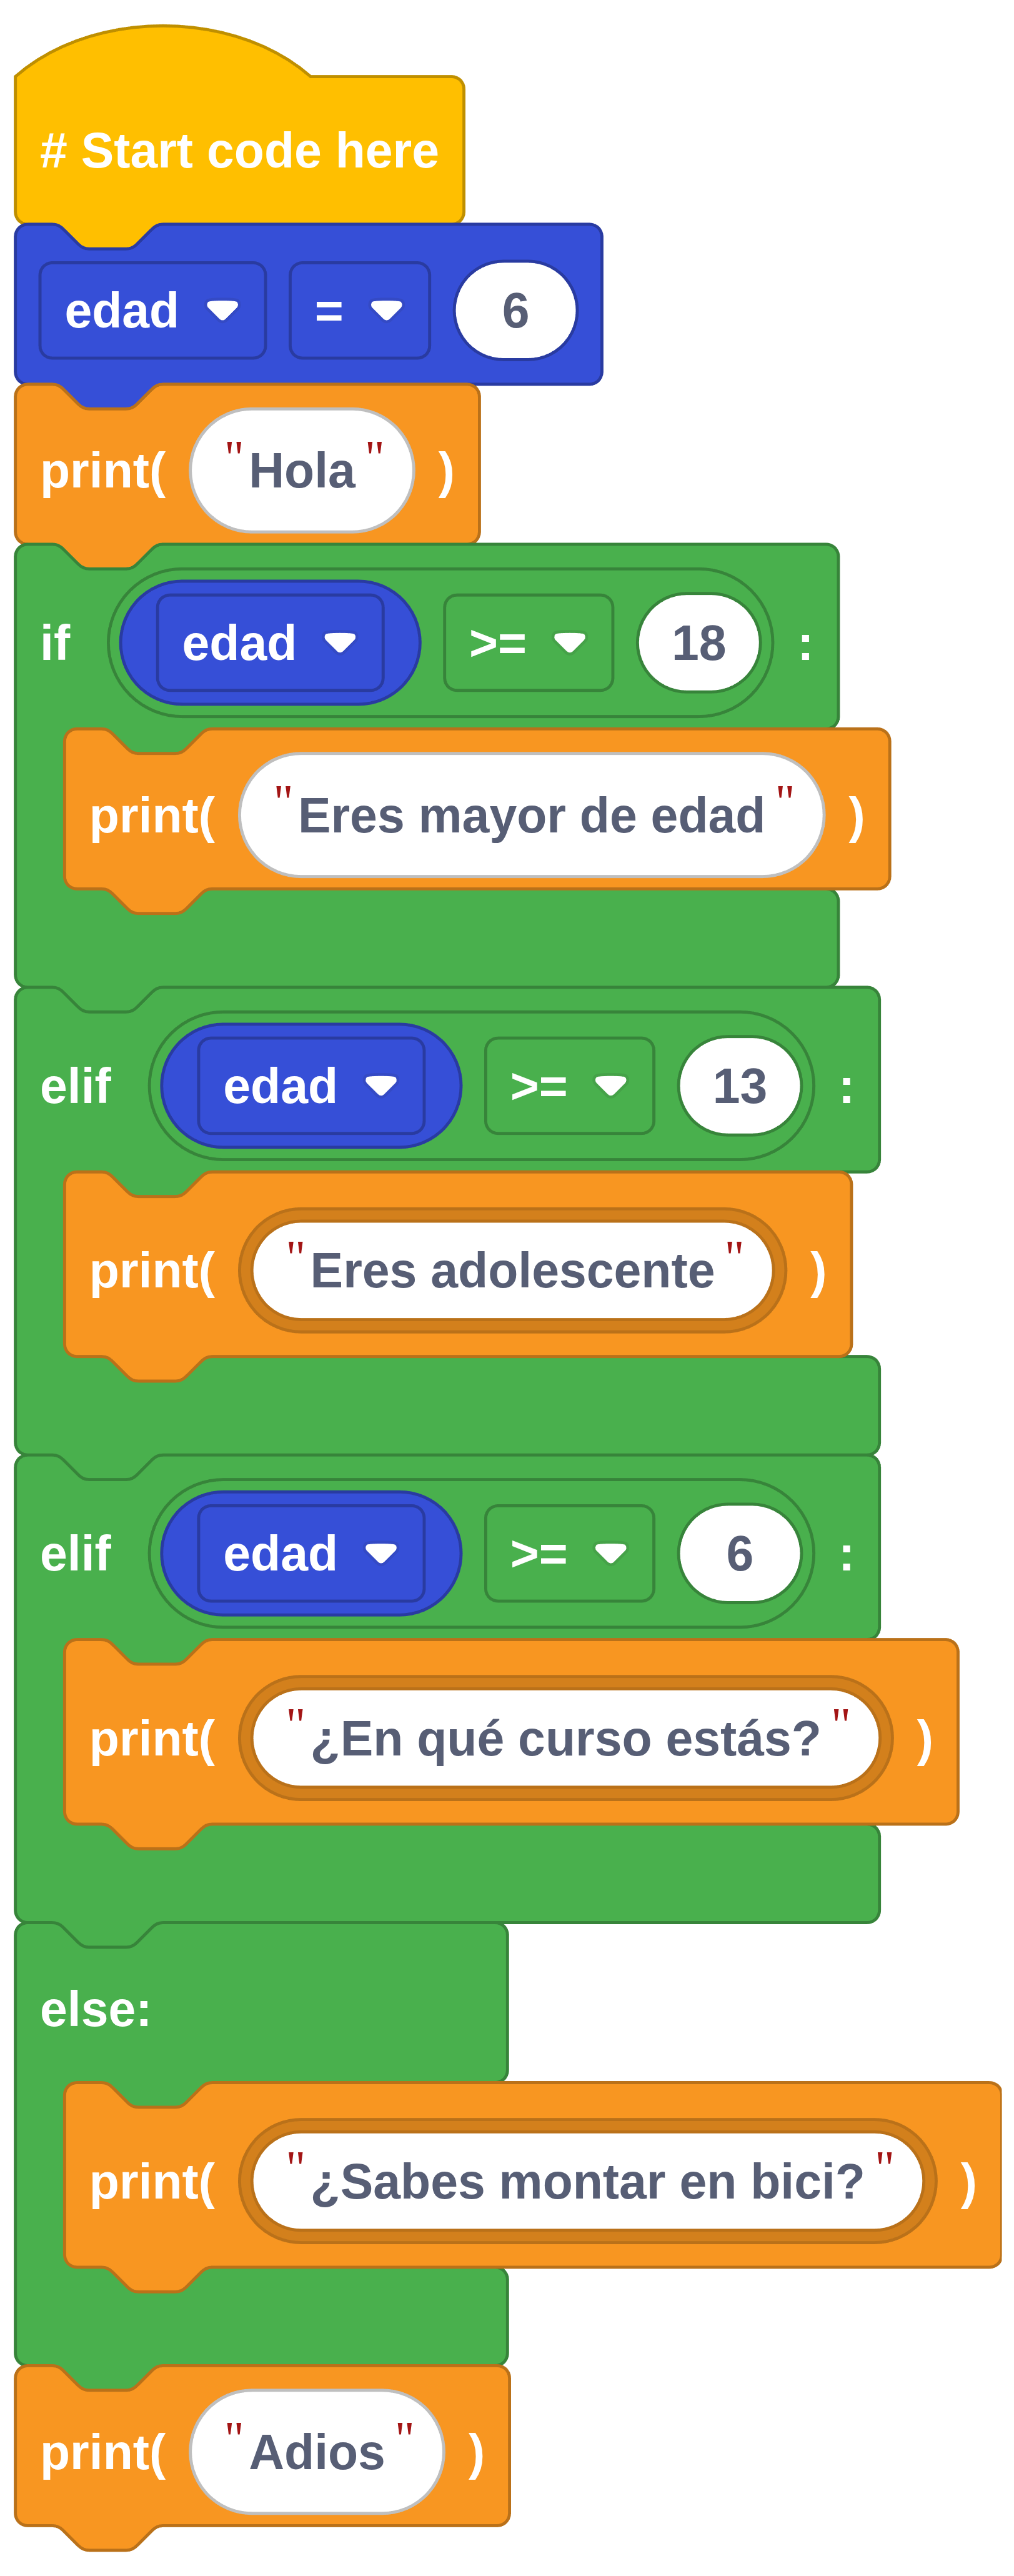 # Start code here
edad = 6
print( "Hola" )
if edad >= 18 :
print( "Eres mayor de edad" )
elif edad >= 13 :
print( "Eres adolescente" )
elif edad >= 6 :
print( "¿En qué curso estás?" )
else:
print( "¿Sabes montar en bici?" )
print( "Adios" )